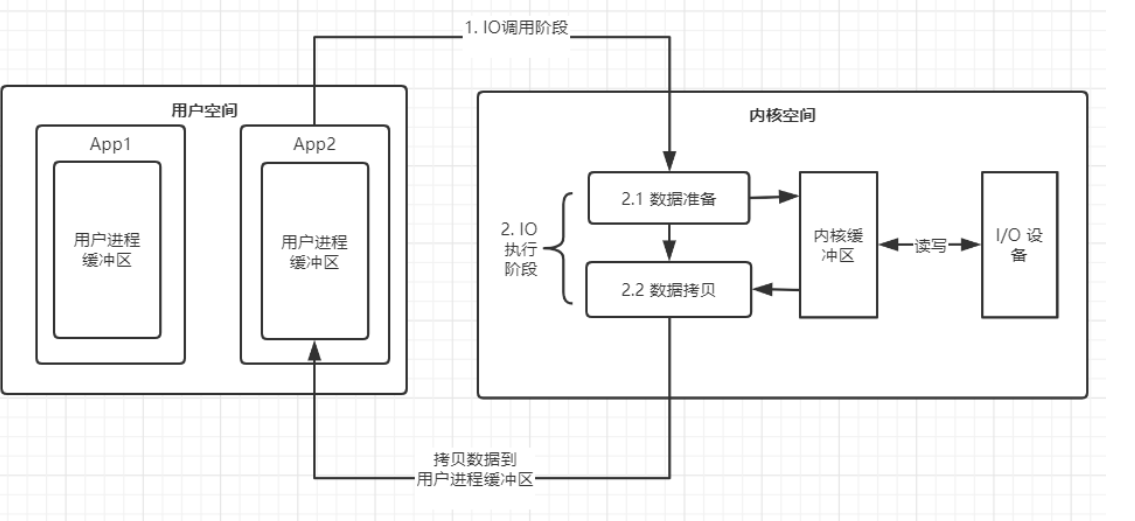 1. IO调用阶段
用户空间
App1
用户进程
缓冲区
App2
用户进程
缓冲区
内核空间
2. IO
执行
阶段
2.1 数据准备
2.2 数据拷贝
内核缓
冲区
读写
I/O 设
备
拷贝数据到
用户进程缓冲区